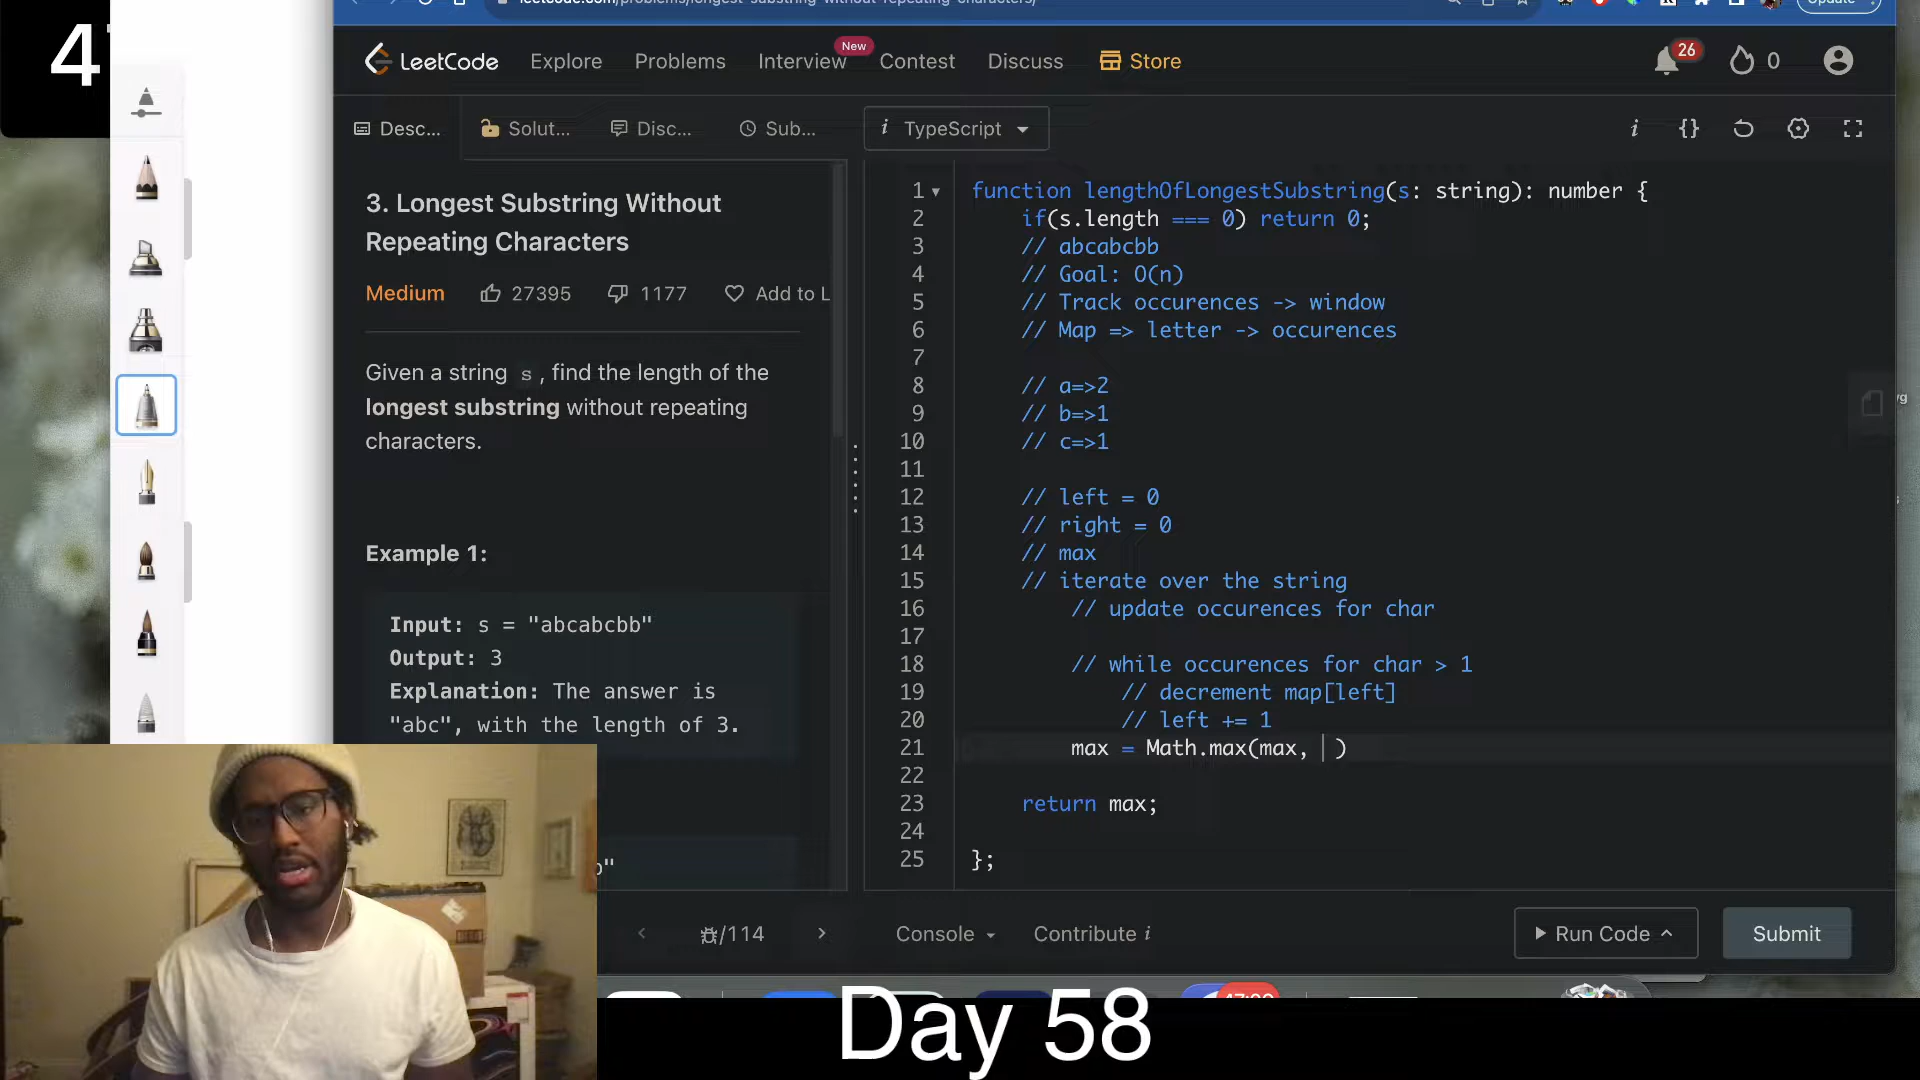 4
LeetCode Explore Problems Interview New Contest Discuss Store 26 0
Desc... Solut... Disc... Sub... i TypeScript i {}
3. Longest Substring Without
Repeating Characters
Medium 27395 1177 Add to L
Given a string s, find the length of the
longest substring without repeating
characters.
Example 1:
Input: s = "abcabcbb"
Output: 3
Explanation: The answer is
"abc", with the length of 3.
1 function lengthOfLongestSubstring(s: string): number {
2 if(s.length === 0) return 0;
3 // abcabcbb
4 // Goal: O(n)
5 // Track occurences -> window
6 // Map => letter -> occurences
7
8 // a=>2
9 // b=>1
10 // c=>1
11
12 // left = 0
13 // right = 0
14 // max
15 // iterate over the string
16 // update occurences for char
17
18 // while occurences for char > 1
19 // decrement map[left]
20 // left += 1
21 max = Math.max(max, )
22
23 return max;
24
25 };
/114 Console Contribute i Run Code Submit
Day 58